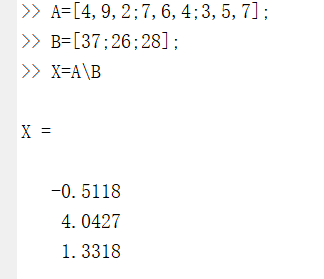 >> A=[4,9,2;7,6,4;3,5,7];
>> B=[37;26;28];
>> X=A\B
X =
-0.5118
4.0427
1.3318